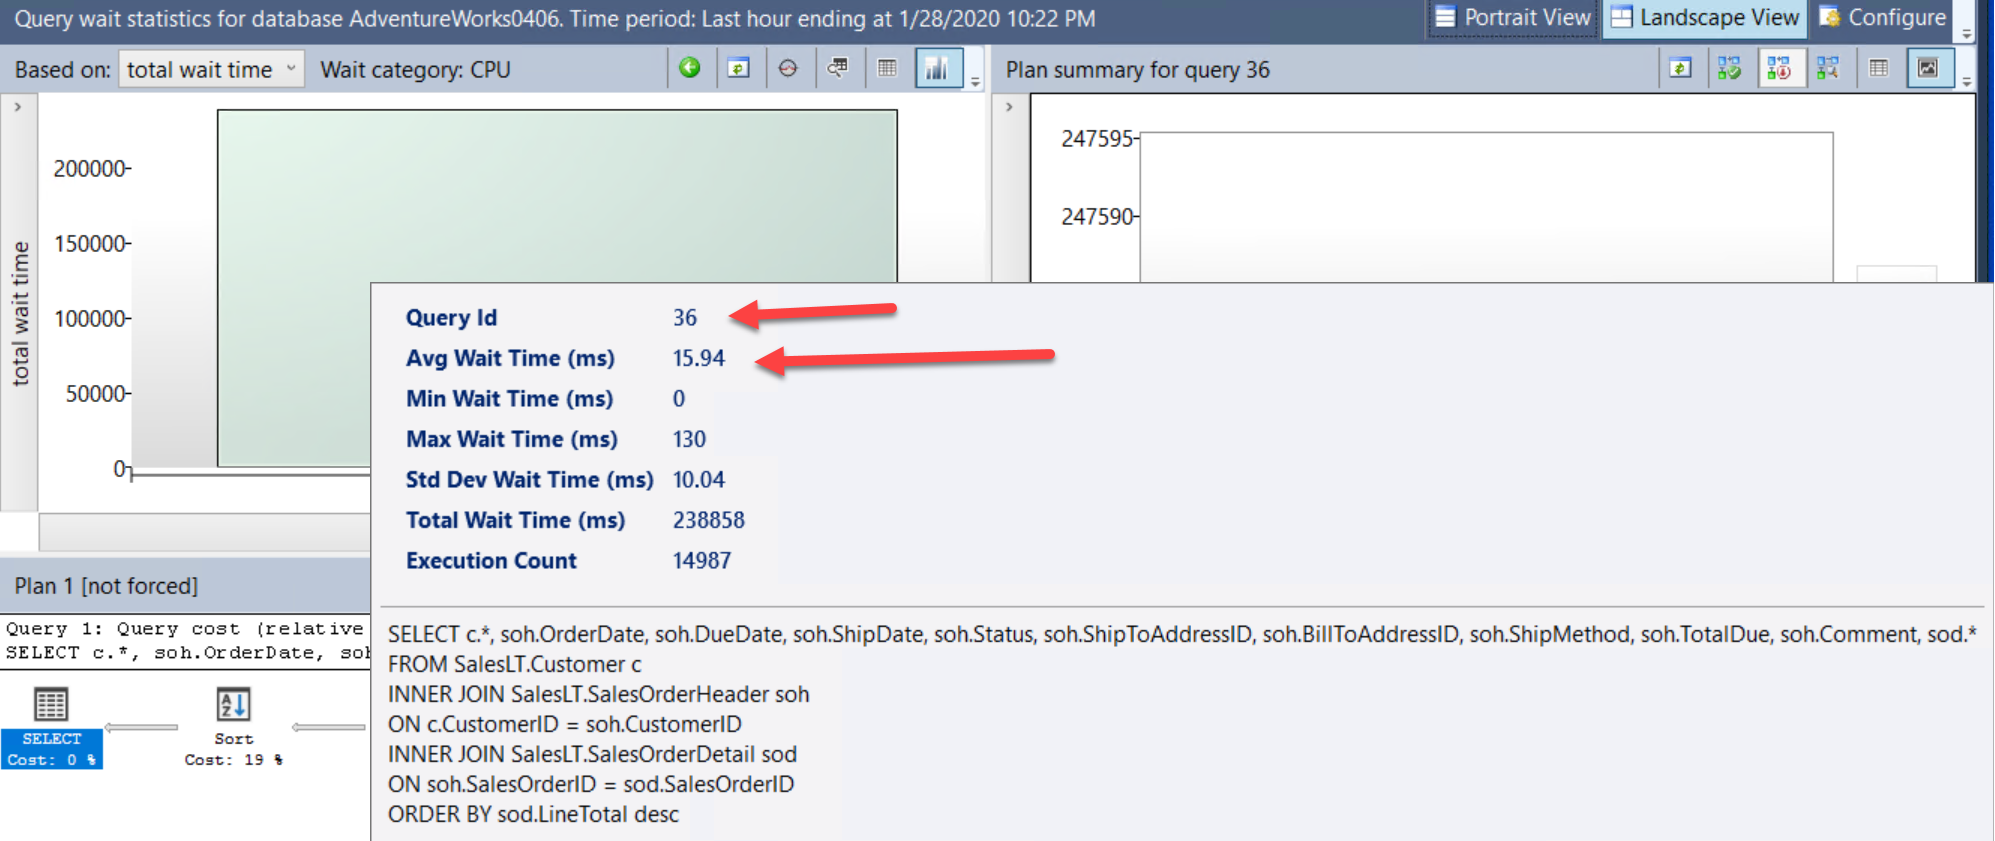 Query wait statistics for database AdventureWorks0406. Time period: Last hour ending at 1/28/2020 10:22 PM
Portrait View
Landscape View
Configure
Based on: total wait time
Wait category: CPU
Plan summary for query 36
total wait time
200000
150000
100000
50000
0
247595
247590
Query Id 36
Avg Wait Time (ms) 15.94
Min Wait Time (ms) 0
Max Wait Time (ms) 130
Std Dev Wait Time (ms) 10.04
Total Wait Time (ms) 238858
Execution Count 14987
SELECT c.*, soh.OrderDate, soh.DueDate, soh.ShipDate, soh.Status, soh.ShipToAddressID, soh.BillToAddressID, soh.ShipMethod, soh.TotalDue, soh.Comment, sod.*
FROM SalesLT.Customer c
INNER JOIN SalesLT.SalesOrderHeader soh
ON c.CustomerID = soh.CustomerID
INNER JOIN SalesLT.SalesOrderDetail sod
ON soh.SalesOrderID = sod.SalesOrderID
ORDER BY sod.LineTotal desc
Plan 1 [not forced]
Query 1: Query cost (relative
SELECT c.*, soh.OrderDate, soh
SELECT
Cost: 0 %
Sort
Cost: 19 %